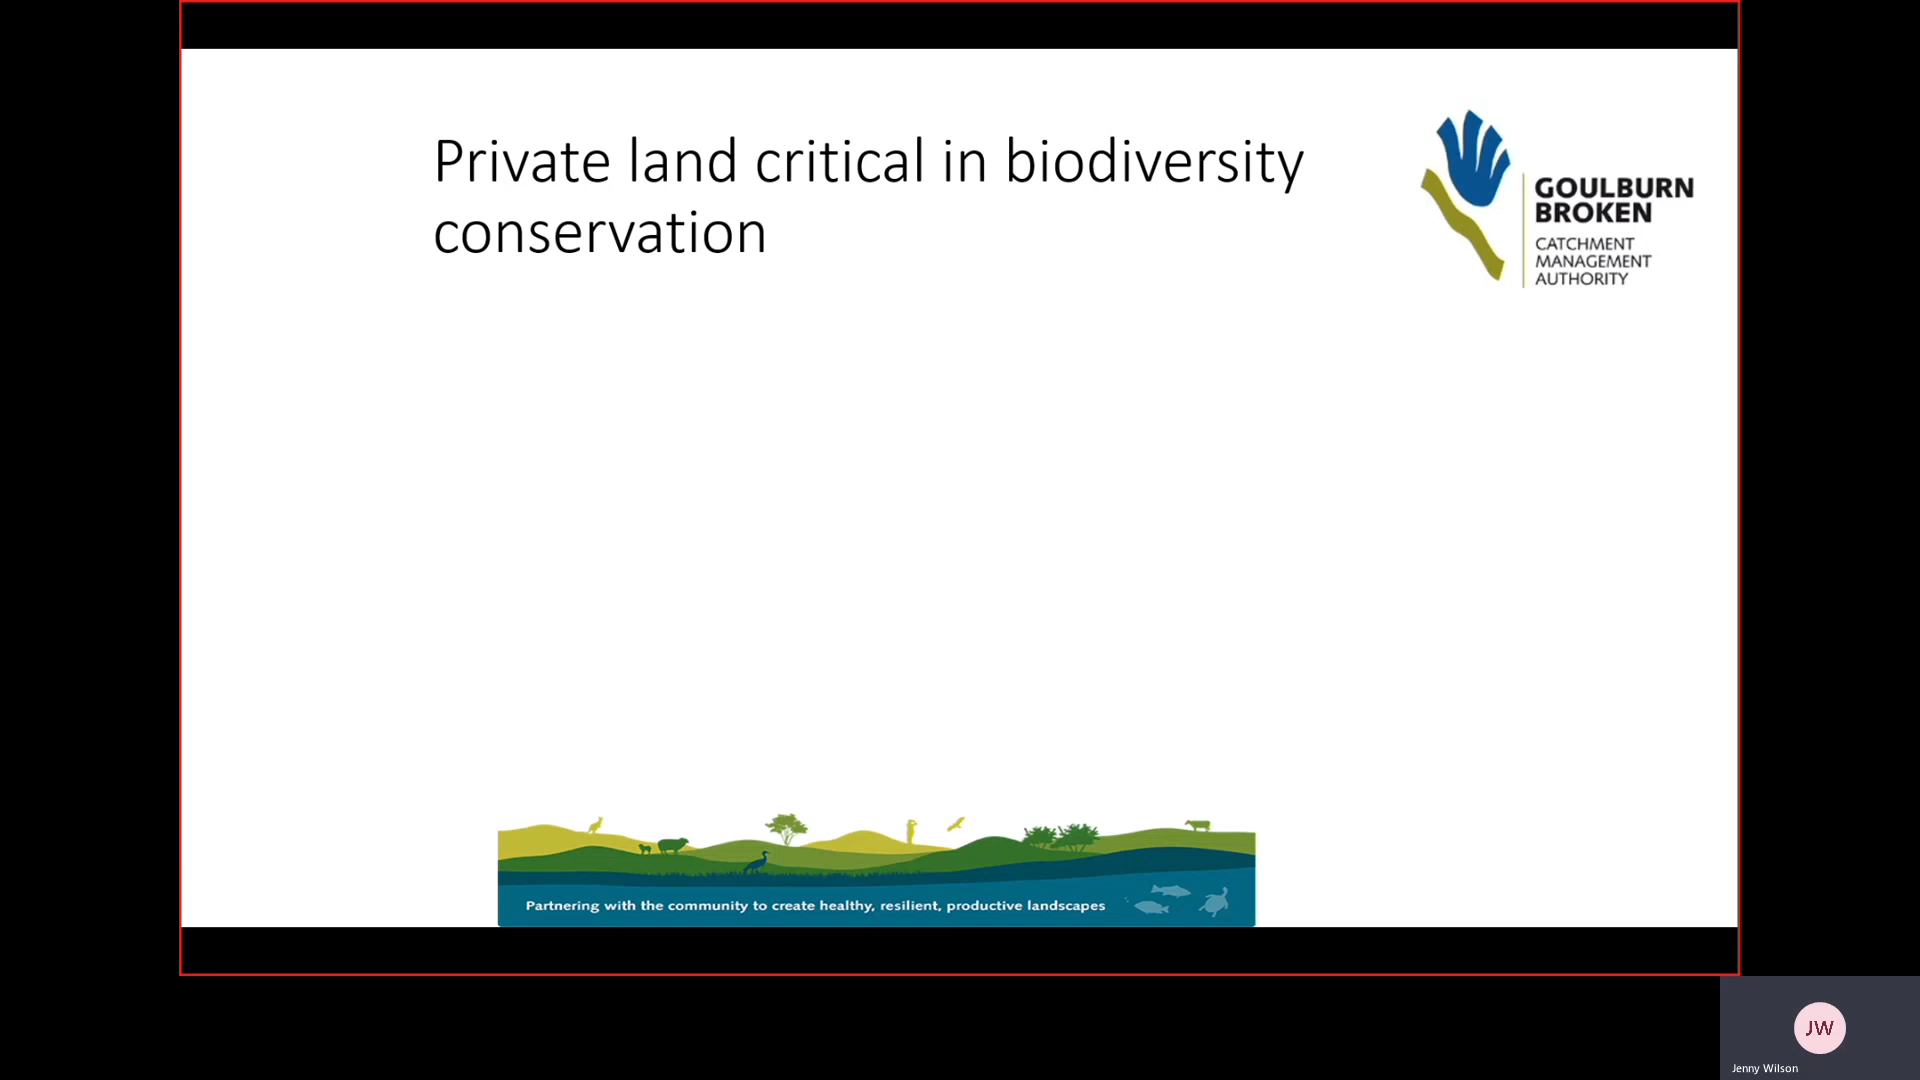 Private land critical in biodiversity
conservation
GOULBURN
BROKEN
CATCHMENT
MANAGEMENT
AUTHORITY
Partnering with the community to create healthy, resilient, productive landscapes
JW
Jenny Wilson